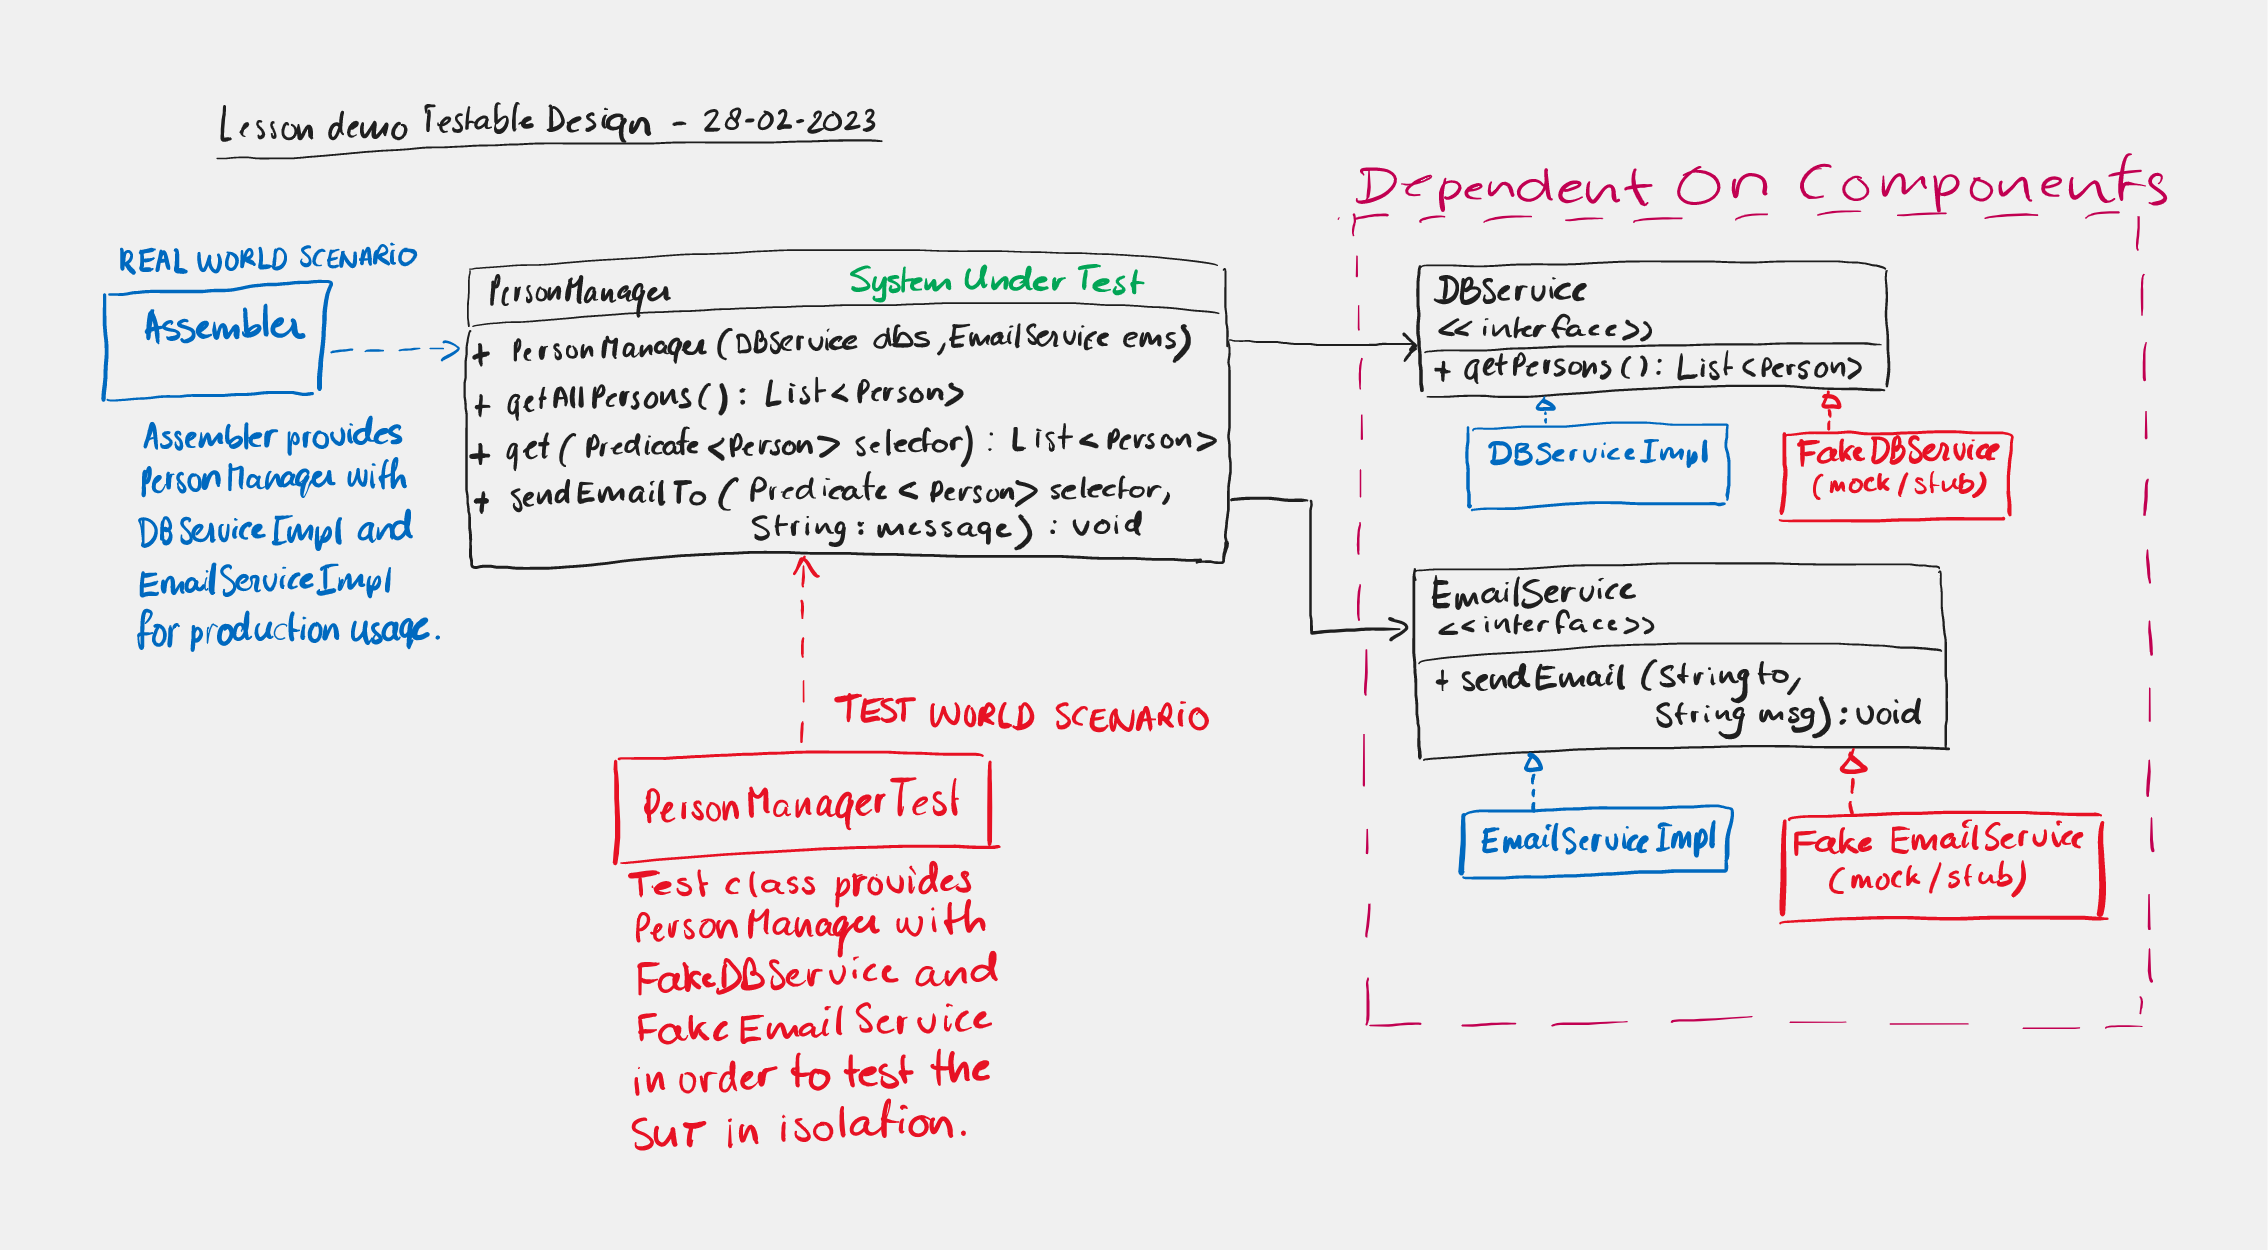 Lesson demo Testable Design - 28-02-2023
REAL WORLD SCENARIO
Assembler
Assembler provides
PersonManager with
DBServiceImpl and
EmailServiceImpl
for production usage.
PersonManager
System Under Test
+ PersonManager(DBService dbs, EmailService ems)
+ getAllPersons(): List<Person>
+ get(Predicate<Person> selector): List<Person>
+ sendEmailTo(Predicate<Person> selector,
String: message): void
TEST WORLD SCENARIO
PersonManagerTest
Test class provides
PersonManager with
FakeDBService and
FakeEmailService
in order to test the
SUT in isolation.
Dependent On Components
DBService
<<interface>>
+ getPersons(): List<Person>
DBServiceImpl
FakeDBService
(mock/stub)
EmailService
<<interface>>
+ sendEmail(String to,
String msg): void
EmailServiceImpl
Fake EmailService
(mock/stub)